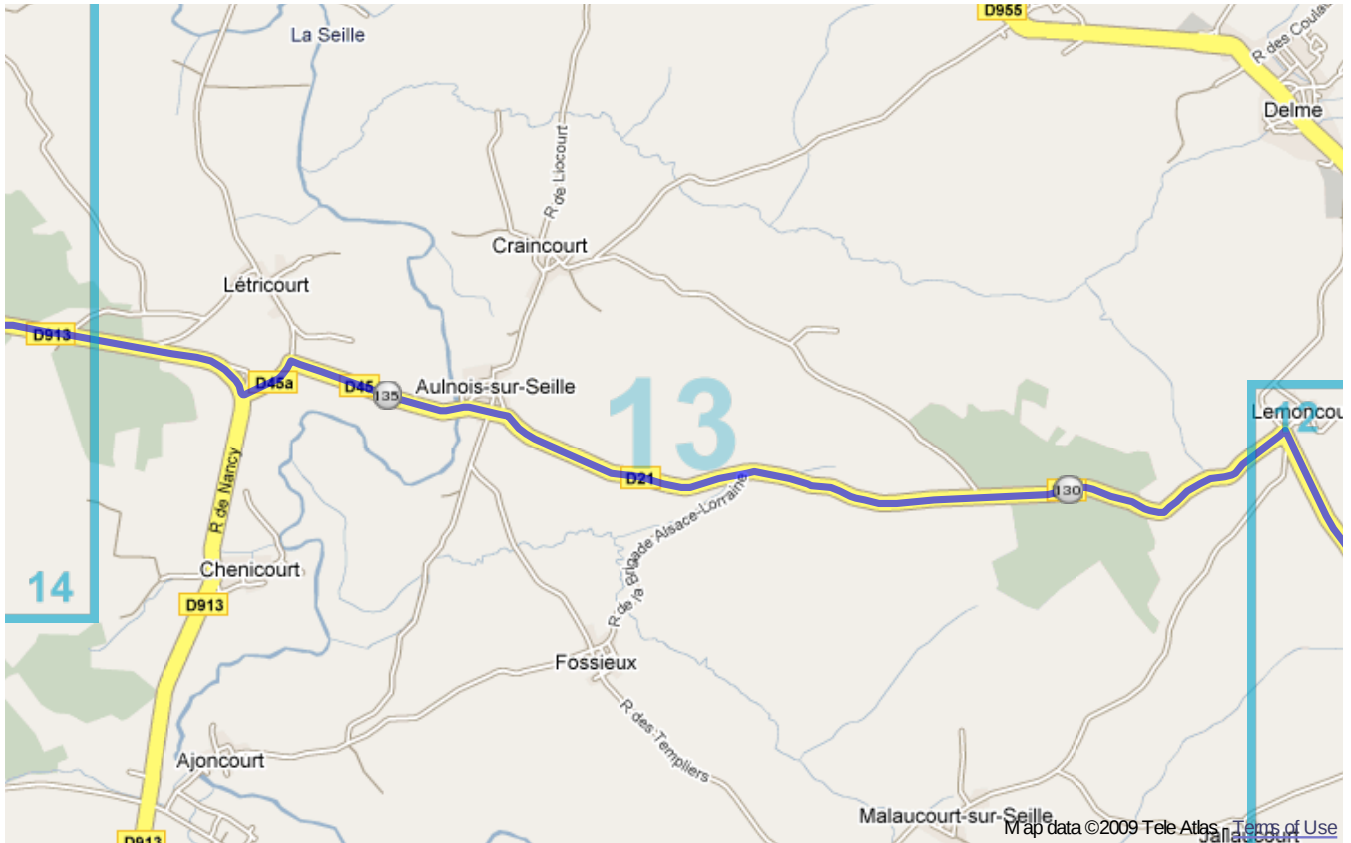 D955
La Seille
R des Coulau
Delme
R de Liocourt
Craincourt
Létricourt
D913
D45a
D45
135
Aulnois-sur-Seille
13
Lemoncou
12
D21
130
R de Nancy
R de la Brigade Alsace-Lorraine
14
Chenicourt
D913
Fossieux
R des Templiers
Ajoncourt
Malaucourt-sur-Seille
Map data ©2009 Tele Atlas - Terms of Use
Jallaucourt
D913